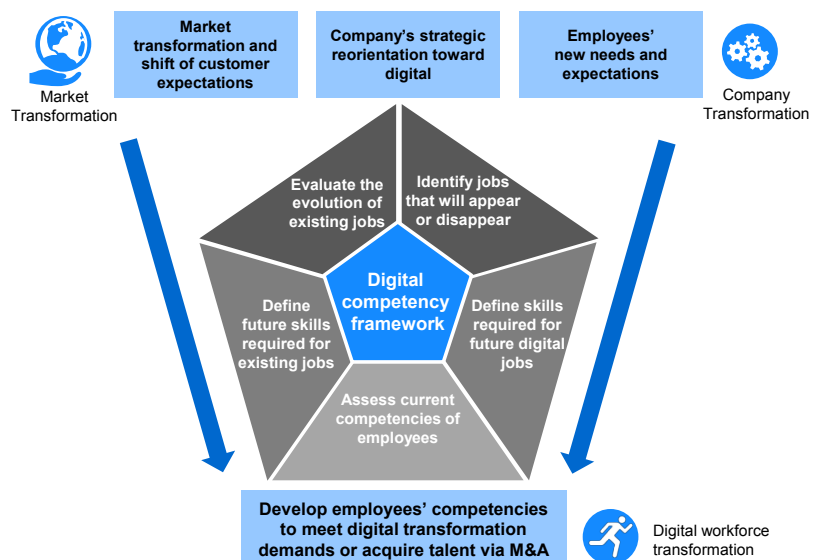 Market
transformation and
shift of customer
expectations
Company’s strategic
reorientation toward
digital
Employees’
new needs and
expectations
Market
Transformation
Company
Transformation
Evaluate the
evolution of
existing jobs
Identify jobs
that will appear
or disappear
Digital
competency
framework
Define
future skills
required for
existing jobs
Define skills
required for
future digital
jobs
Assess current
competencies of
employees
Develop employees’ competencies
to meet digital transformation
demands or acquire talent via M&A
Digital workforce
transformation